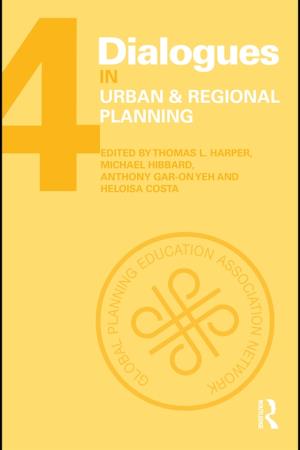 4
Dialogues
IN
URBAN & REGIONAL
PLANNING
EDITED BY THOMAS L. HARPER,
MICHAEL HIBBARD,
ANTHONY GAR-ON YEH AND
HELOISA COSTA
GLOBAL PLANNING EDUCATION ASSOCIATION NETWORK
R
ROUTLEDGE